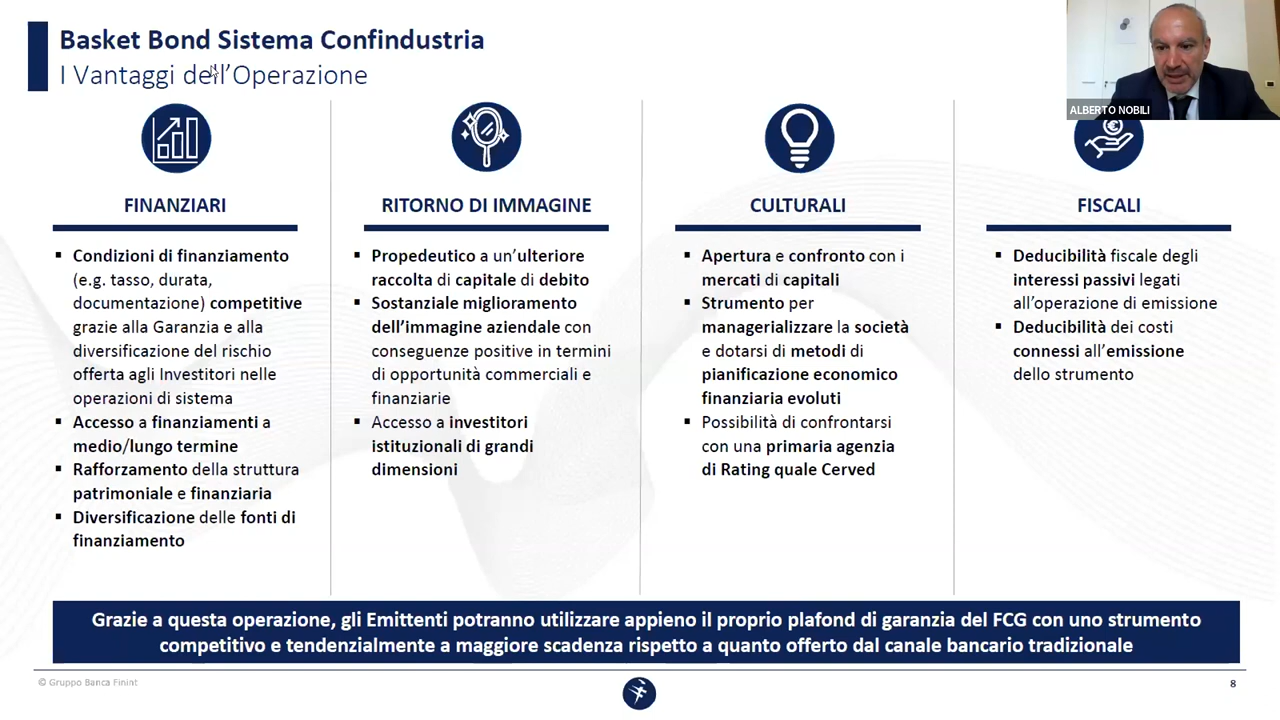 Basket Bond Sistema Confindustria
I Vantaggi dell'Operazione
ALBERTO NOBILI
FINANZIARI
▪ Condizioni di finanziamento
(e.g. tasso, durata,
documentazione) competitive
grazie alla Garanzia e alla
diversificazione del rischio
offerta agli Investitori nelle
operazioni di sistema
▪ Accesso a finanziamenti a
medio/lungo termine
▪ Rafforzamento della struttura
patrimoniale e finanziaria
▪ Diversificazione delle fonti di
finanziamento
RITORNO DI IMMAGINE
▪ Propedeutico a un'ulteriore
raccolta di capitale di debito
▪ Sostanziale miglioramento
dell'immagine aziendale con
conseguenze positive in termini
di opportunità commerciali e
finanziarie
▪ Accesso a investitori
istituzionali di grandi
dimensioni
CULTURALI
▪ Apertura e confronto con i
mercati di capitali
▪ Strumento per
managerializzare la società
e dotarsi di metodi di
pianificazione economico
finanziaria evoluti
▪ Possibilità di confrontarsi
con una primaria agenzia
di Rating quale Cerved
FISCALI
▪ Deducibilità fiscale degli
interessi passivi legati
all'operazione di emissione
▪ Deducibilità dei costi
connessi all'emissione
dello strumento
Grazie a questa operazione, gli Emittenti potranno utilizzare appieno il proprio plafond di garanzia del FCG con uno strumento
competitivo e tendenzialmente a maggiore scadenza rispetto a quanto offerto dal canale bancario tradizionale
© Gruppo Banca Finint
8